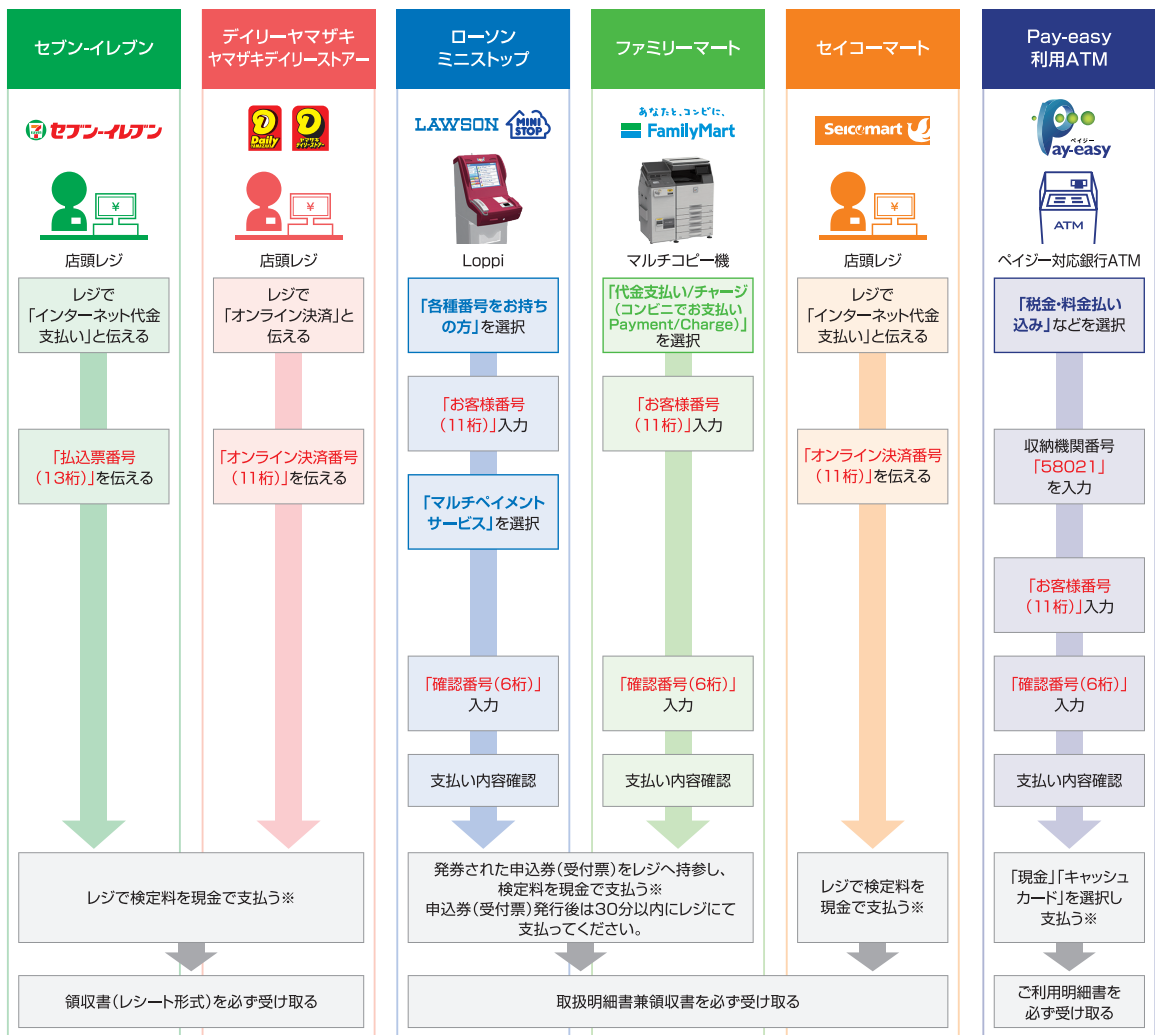 セブン-イレブン
デイリーヤマザキ
ヤマザキデイリーストアー
ローソン
ミニストップ
ファミリーマート
セイコーマート
Pay-easy
利用ATM
セブン-イレブン
Daily
YAMAZAKI
ヤマザキ
デイリーストアー
LAWSON
MINI
STOP
あなたと、コンビに、
FamilyMart
Seicomart
ペイジー
Pay-easy
¥
¥
¥
ATM
店頭レジ
店頭レジ
Loppi
マルチコピー機
店頭レジ
ペイジー対応銀行ATM
レジで
「インターネット代金
支払い」と伝える
「払込票番号
(13桁)」を伝える
レジで
「オンライン決済」と
伝える
「オンライン決済番号
(11桁)」を伝える
「各種番号をお持ち
の方」を選択
「お客様番号
(11桁)」入力
「マルチペイメント
サービス」を選択
「確認番号(6桁)」
入力
支払い内容確認
「代金支払い/チャージ
(コンビニでお支払い
Payment/Charge)」
を選択
「お客様番号
(11桁)」入力
「確認番号(6桁)」
入力
支払い内容確認
レジで
「インターネット代金
支払い」と伝える
「オンライン決済番号
(11桁)」を伝える
「税金・料金払い
込み」などを選択
収納機関番号
「58021」
を入力
「お客様番号
(11桁)」入力
「確認番号(6桁)」
入力
支払い内容確認
レジで検定料を現金で支払う※
発券された申込券(受付票)をレジへ持参し、
検定料を現金で支払う※
申込券(受付票)発行後は30分以内にレジにて
支払ってください。
レジで検定料を
現金で支払う※
「現金」「キャッシュ
カード」を選択し
支払う※
領収書(レシート形式)を必ず受け取る
取扱明細書兼領収書を必ず受け取る
ご利用明細書を
必ず受け取る